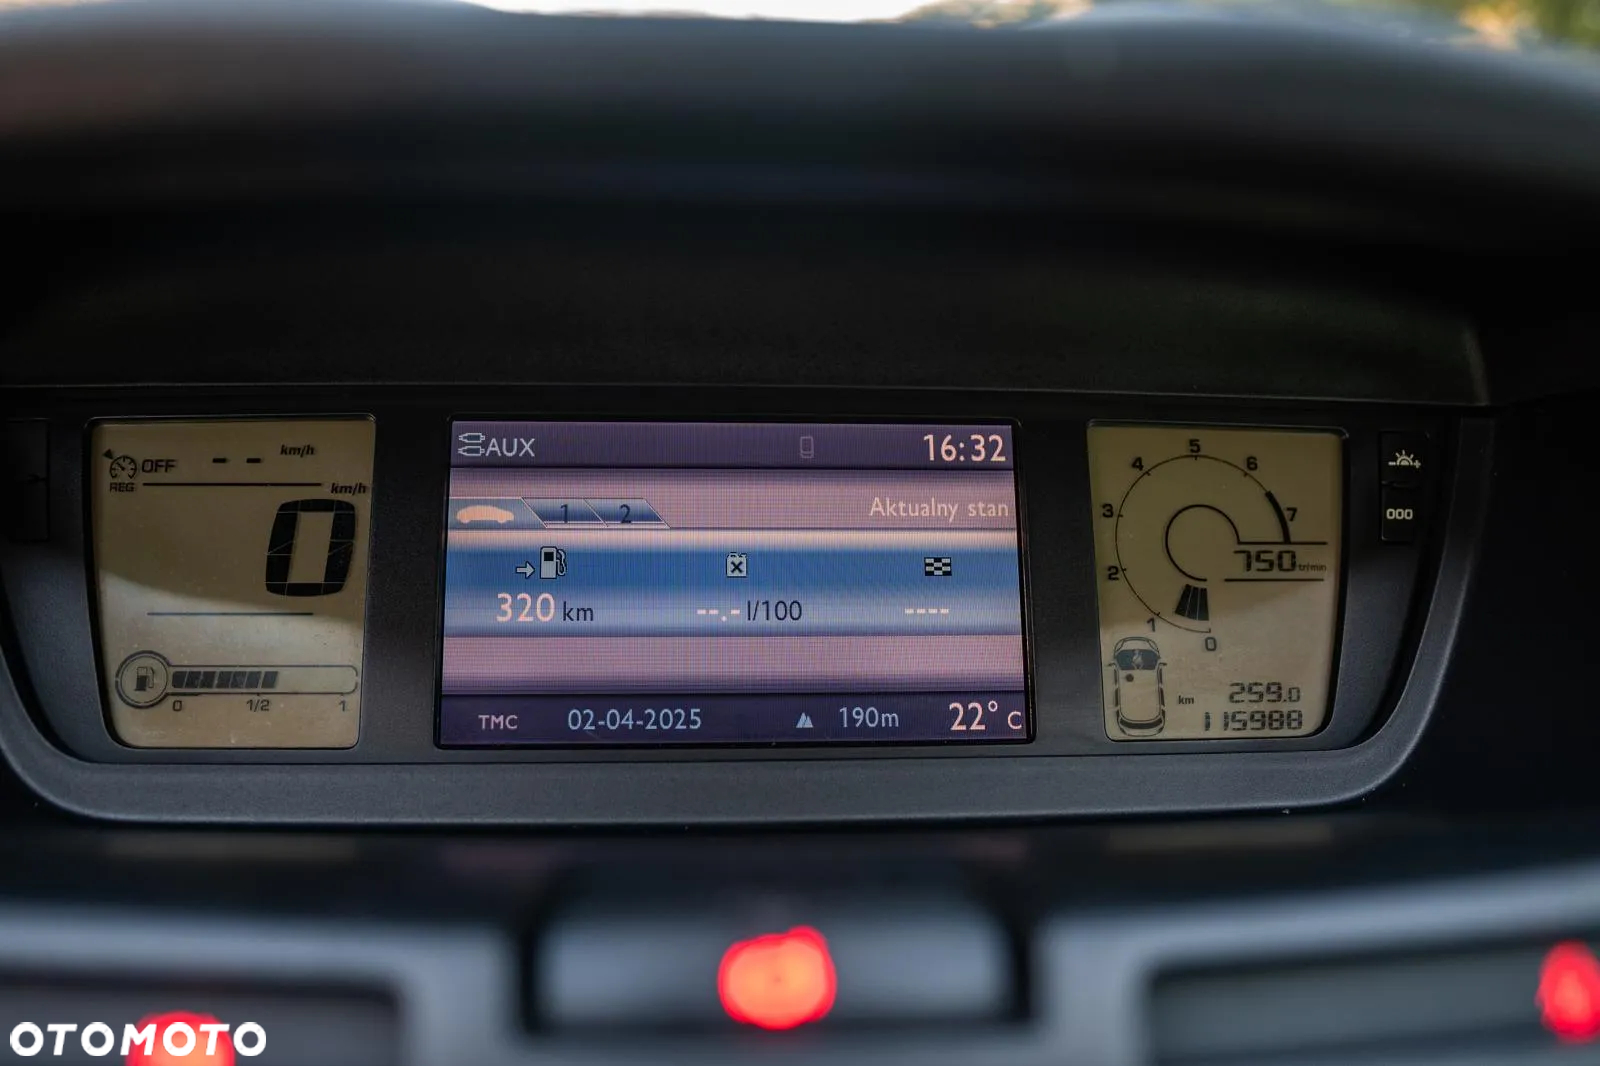 OFF -- km/h
REG
km/h
0
0 1/2 1
AUX 16:32
1 2 Aktualny stan
320 km --.- l/100 ----
TMC 02-04-2025 190m 22° C
5
4 6
3 7
750 tr/min
2
1
0
km 259.0
115988
000
OTOMOTO